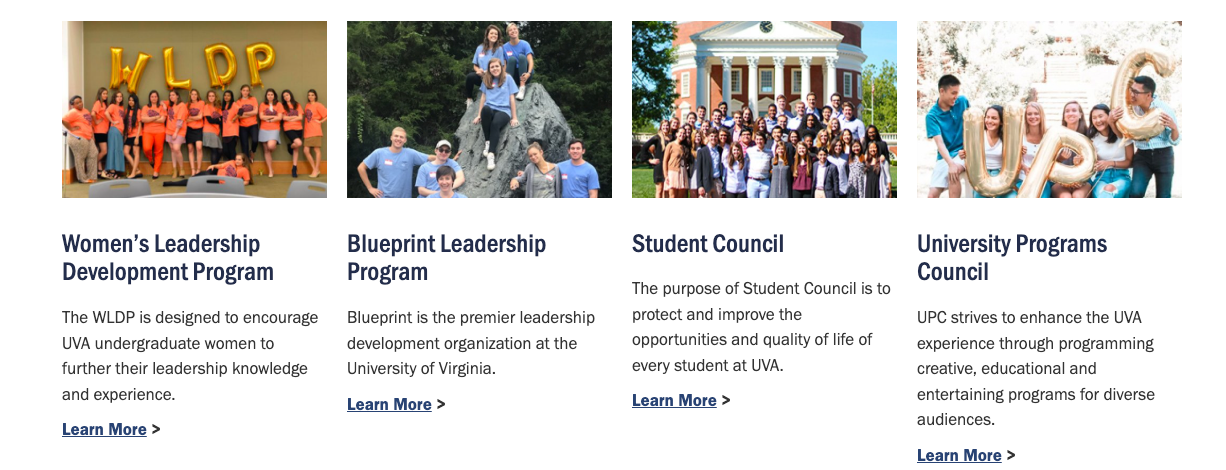 WLDP
UPC
Women’s Leadership
Development Program
The WLDP is designed to encourage
UVA undergraduate women to
further their leadership knowledge
and experience.
Learn More >
Blueprint Leadership
Program
Blueprint is the premier leadership
development organization at the
University of Virginia.
Learn More >
Student Council
The purpose of Student Council is to
protect and improve the
opportunities and quality of life of
every student at UVA.
Learn More >
University Programs
Council
UPC strives to enhance the UVA
experience through programming
creative, educational and
entertaining programs for diverse
audiences.
Learn More >